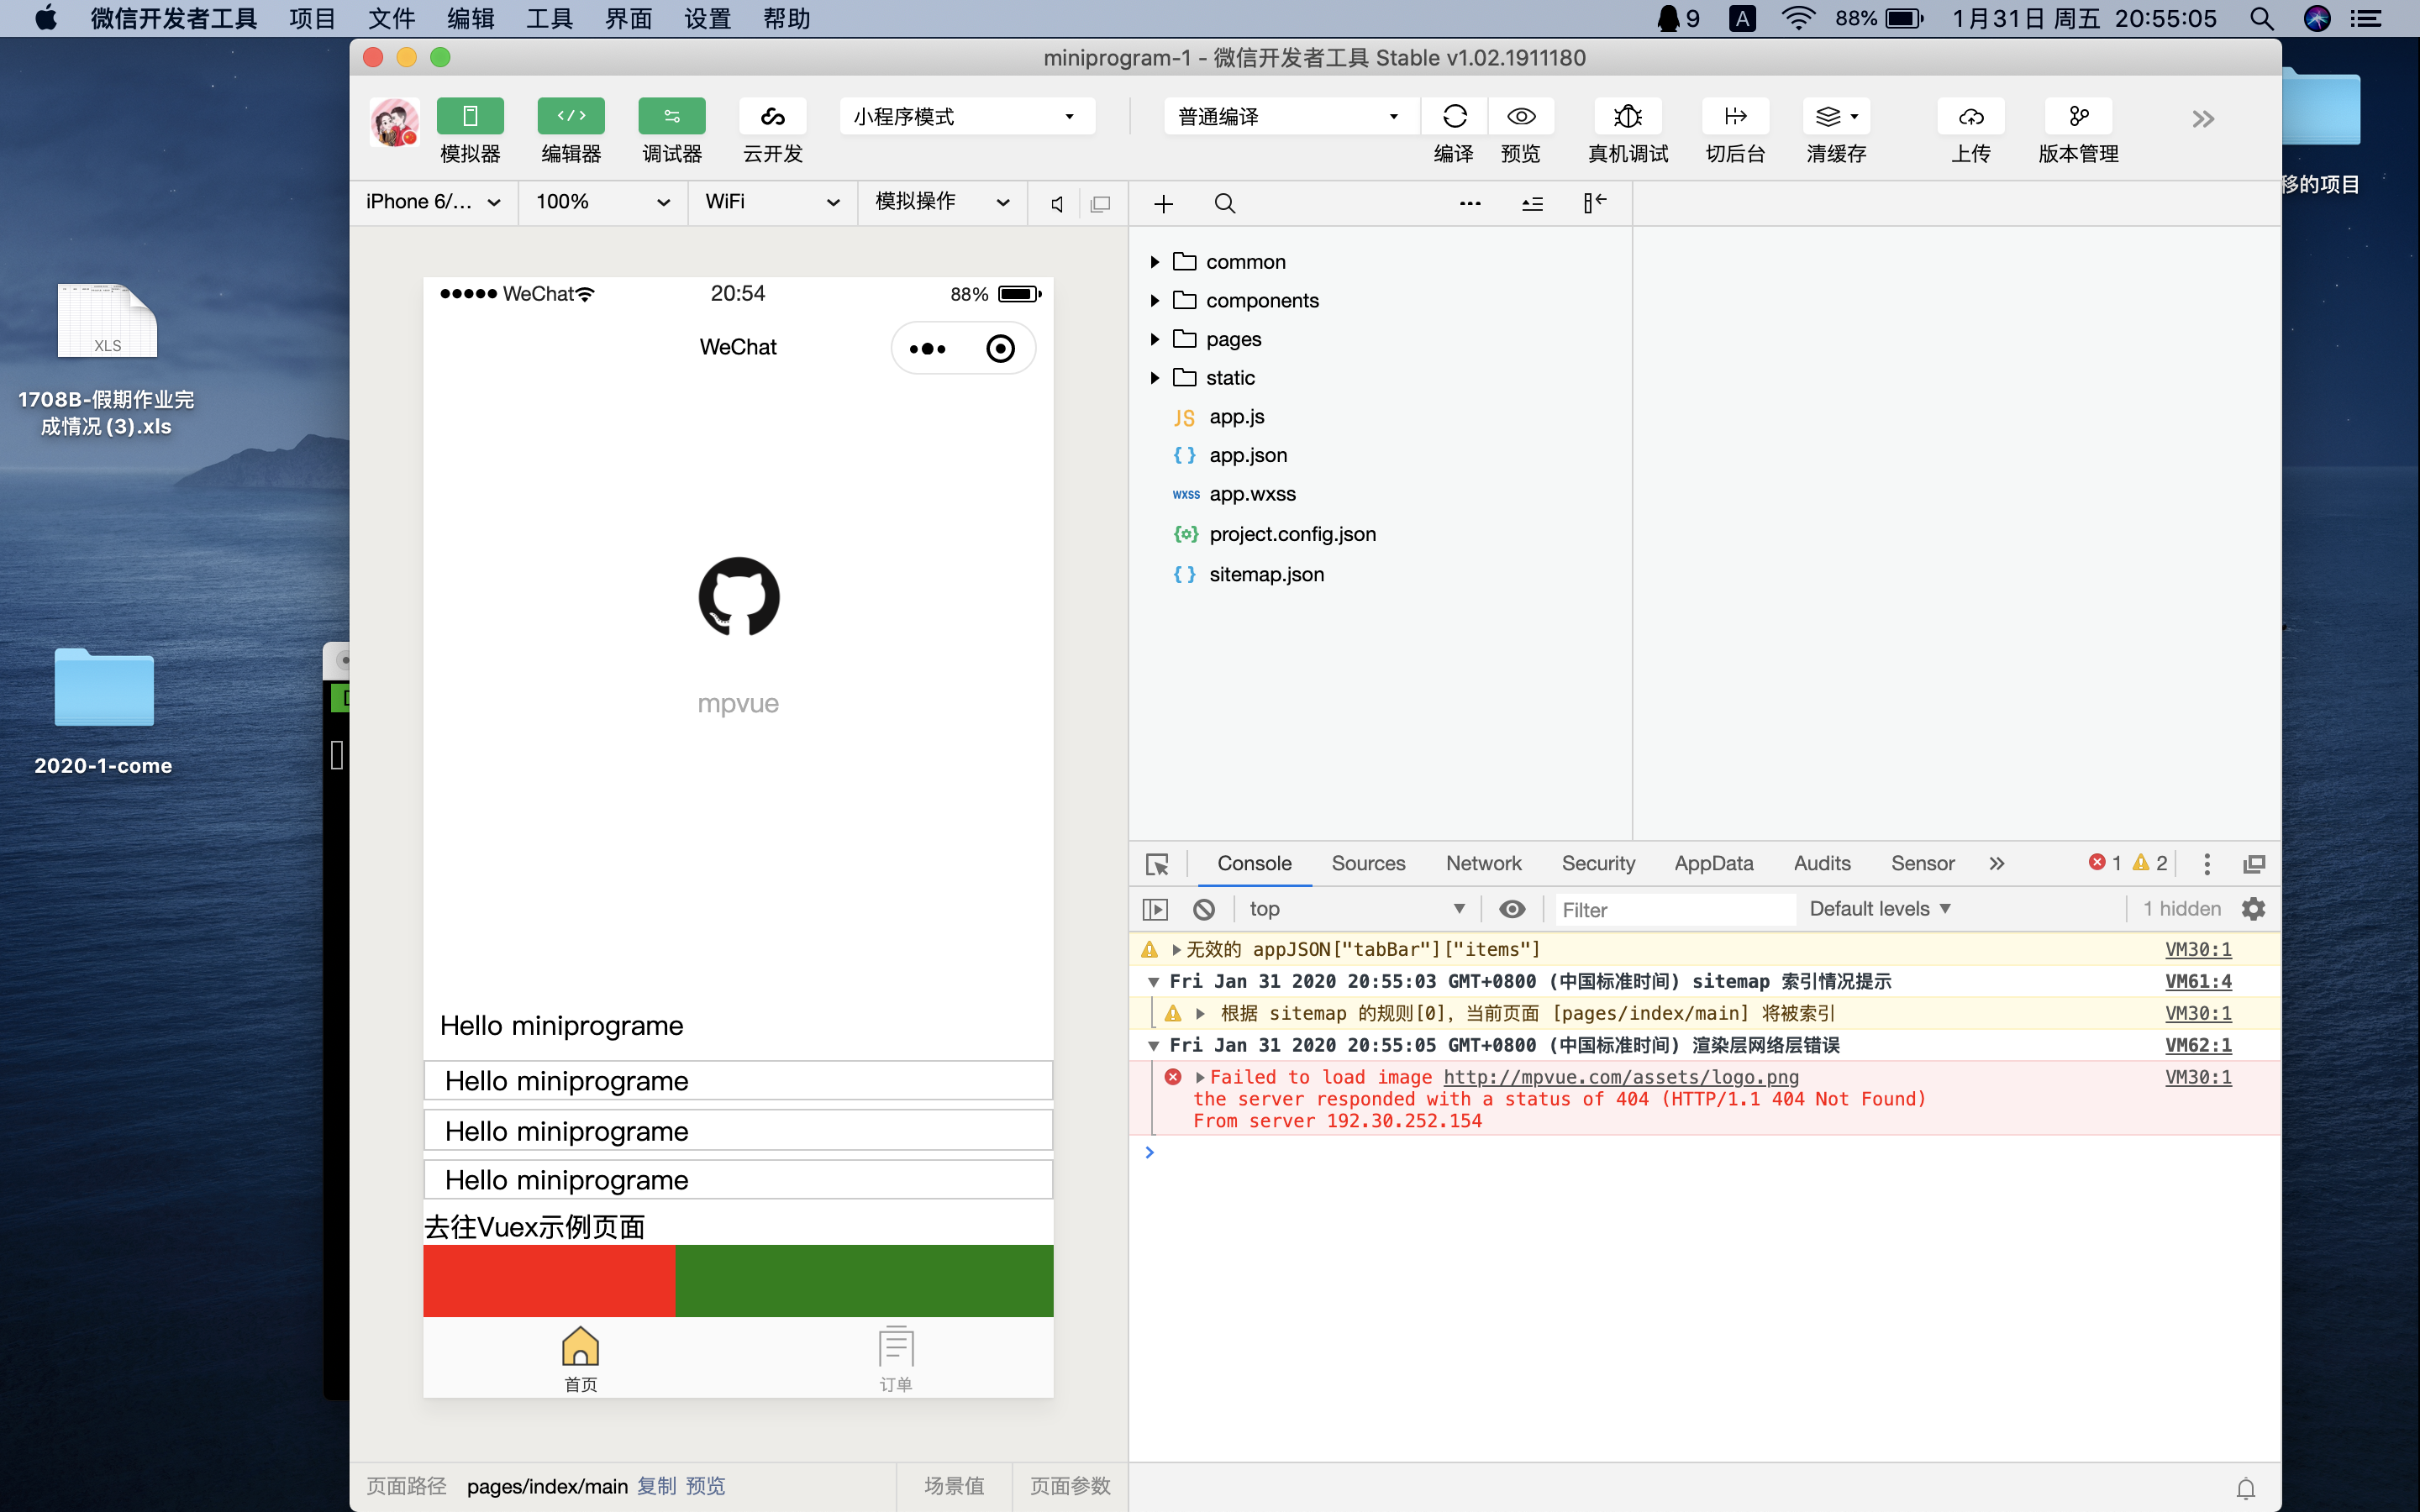 微信开发者工具 项目 文件 编辑 工具 界面 设置 帮助 9 A 88% 1月31日 周五 20:55:05
miniprogram-1 - 微信开发者工具 Stable v1.02.1911180
小程序模式 普通编译
模拟器 编辑器 调试器 云开发 编译 预览 真机调试 切后台 清缓存 上传 版本管理
移的项目
iPhone 6/... 100% WiFi 模拟操作
XLS
1708B-假期作业完
成情况 (3).xls
2020-1-come
WeChat 20:54 88%
WeChat
mpvue
Hello miniprograme
Hello miniprograme
Hello miniprograme
Hello miniprograme
去往Vuex示例页面
首页 订单
页面路径 pages/index/main 复制 预览 场景值 页面参数
common
components
pages
static
JS app.js
{ } app.json
wxss app.wxss
project.config.json
{ } sitemap.json
Console Sources Network Security AppData Audits Sensor 1 2
top Filter Default levels 1 hidden
无效的 appJSON["tabBar"]["items"] VM30:1
Fri Jan 31 2020 20:55:03 GMT+0800 (中国标准时间) sitemap 索引情况提示 VM61:4
根据 sitemap 的规则[0]，当前页面 [pages/index/main] 将被索引 VM30:1
Fri Jan 31 2020 20:55:05 GMT+0800 (中国标准时间) 渲染层网络层错误 VM62:1
Failed to load image http://mpvue.com/assets/logo.png VM30:1
the server responded with a status of 404 (HTTP/1.1 404 Not Found)
From server 192.30.252.154